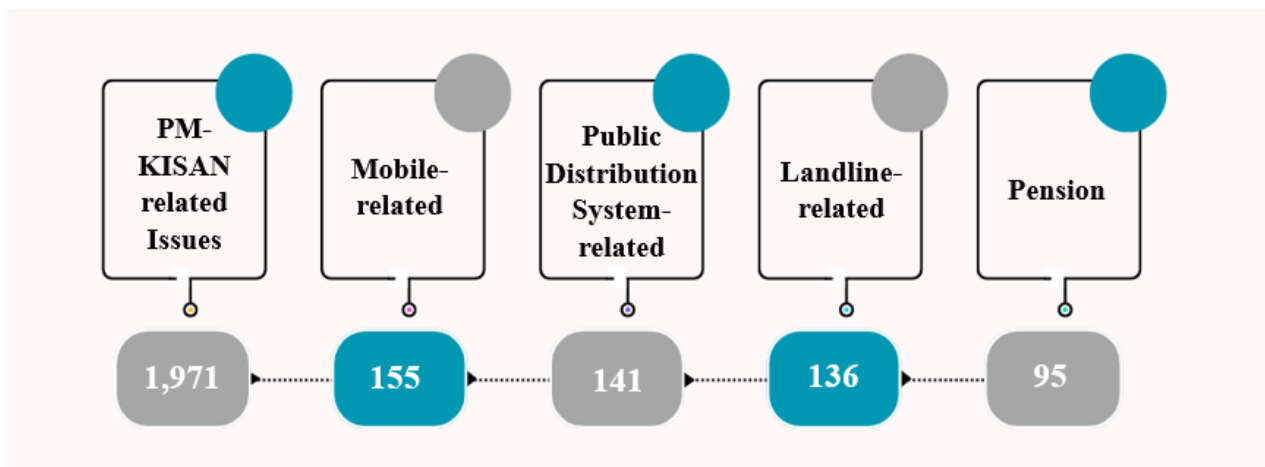 PM-
KISAN
related
Issues
Mobile-
related
Public
Distribution
System-
related
Landline-
related
Pension
1,971
155
141
136
95